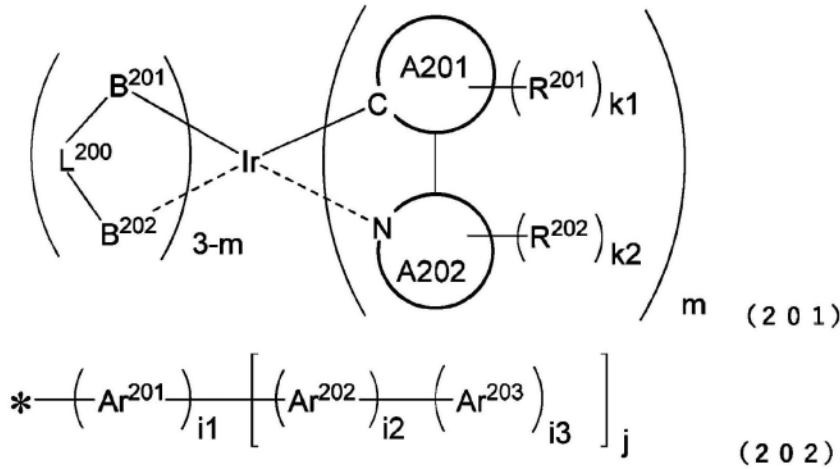 B201
L200
B202
3-m
Ir
C
A201
(R201)k1
N
A202
(R202)k2
m (201)
*—(Ar201)i1—[(Ar202)i2—(Ar203)i3]j
(202)